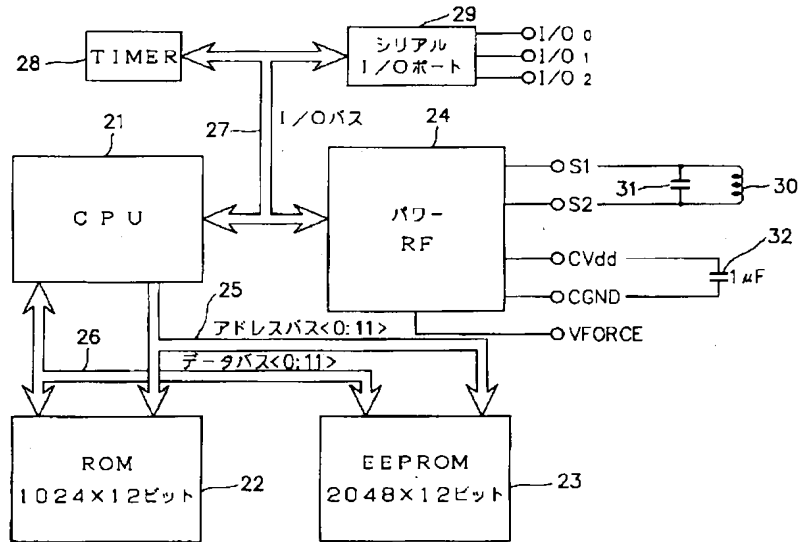 29
シリアル
I/Oポート
I/O 0
I/O 1
I/O 2
28
TIMER
27
I/Oバス
21
CPU
24
パワー
RF
S1
S2
CVdd
CGND
VFORCE
31
30
32
1μF
25
アドレスバス<0:11>
26
データバス<0:11>
ROM
1024×12ビット
22
EEPROM
2048×12ビット
23